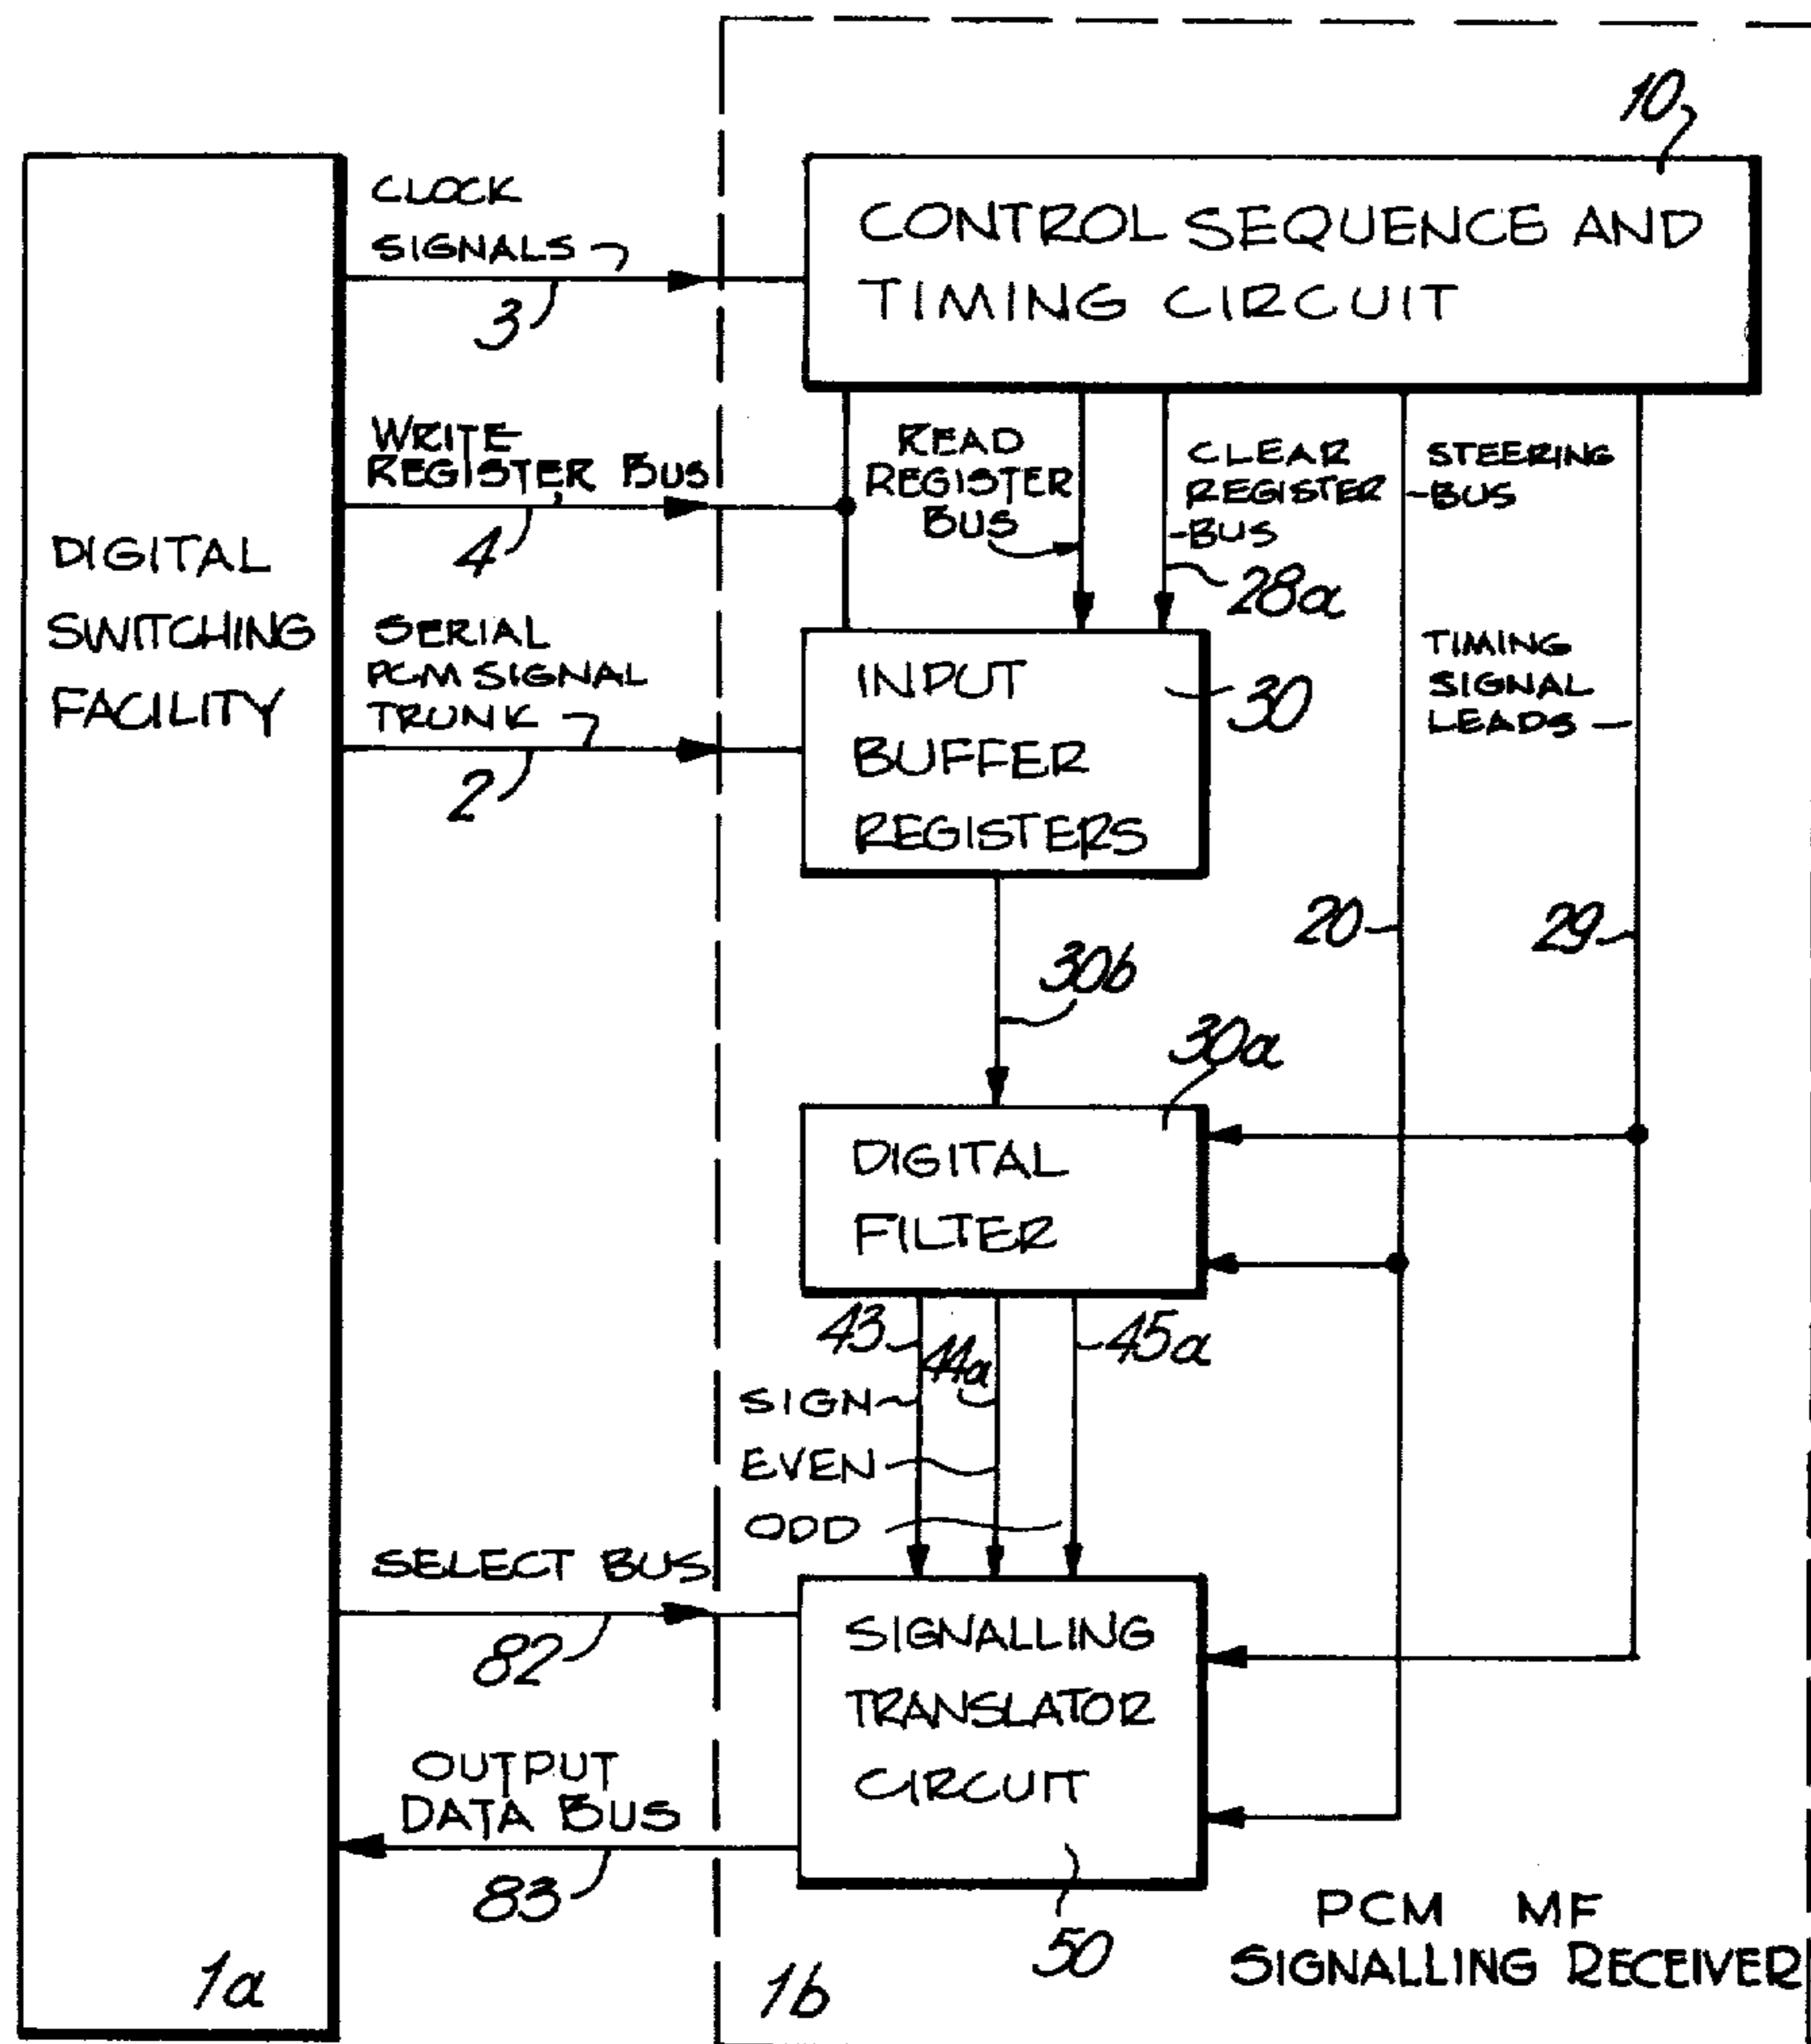 10
CLOCK
SIGNALS
3
CONTROL SEQUENCE AND
TIMING CIRCUIT
WRITE
REGISTER BUS
4
READ
REGISTER
BUS
CLEAR
REGISTER
-BUS
28a
STEERING
-BUS
DIGITAL
SWITCHING
FACILITY
SERIAL
PCM SIGNAL
TRUNK
2
INPUT
BUFFER
REGISTERS
30
TIMING
SIGNAL
LEADS
20
29
30b
30a
DIGITAL
FILTER
43
44a
45a
SIGN
EVEN
ODD
SELECT BUS
82
SIGNALLING
TRANSLATOR
CIRCUIT
OUTPUT
DATA BUS
83
50
1a
1b
PCM MF
SIGNALLING RECEIVER